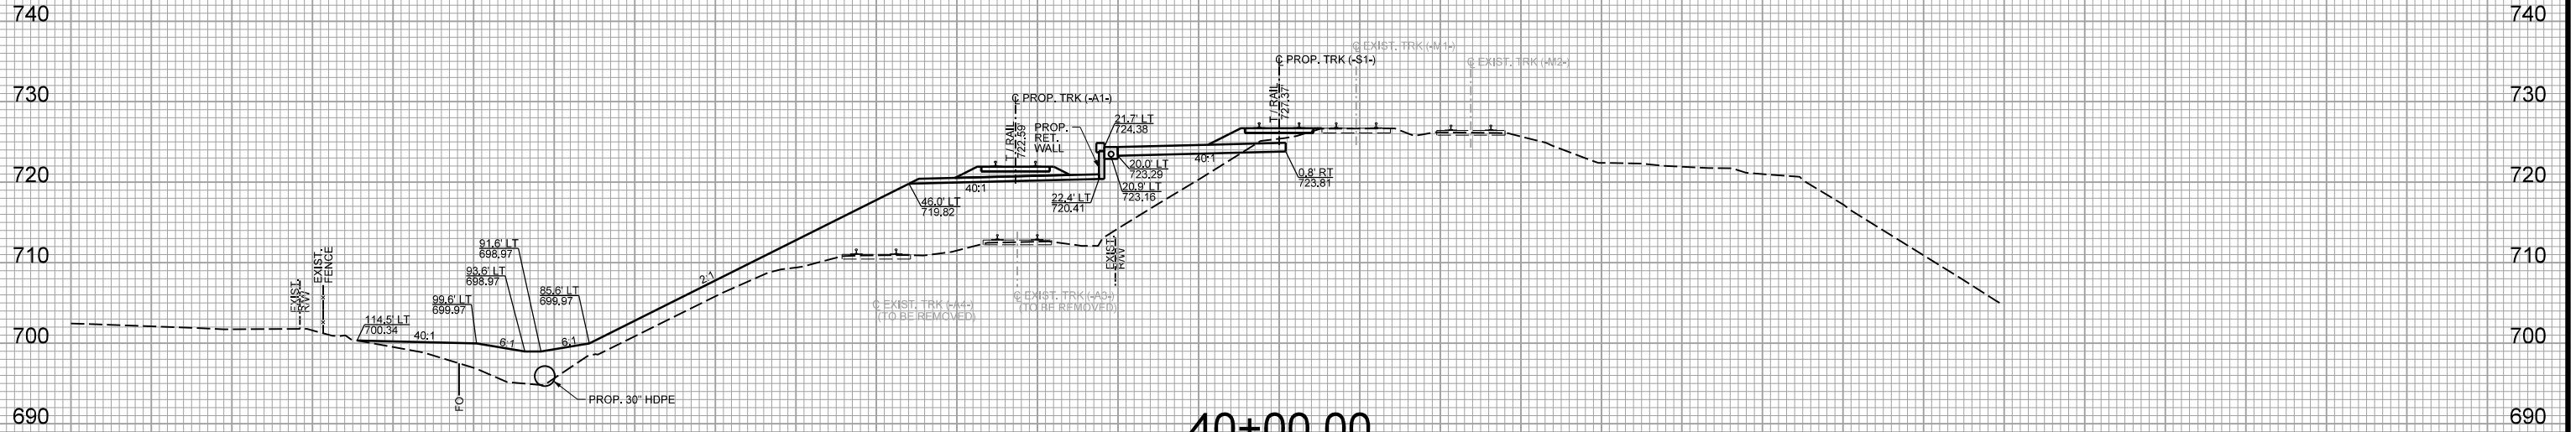 740
740
℄ EXIST. TRK (-M1-)
℄ PROP. TRK (-S1-)
℄ EXIST. TRK (-M2-)
730
730
T / RAIL
727.37
℄ PROP. TRK (-A1-)
T / RAIL
722.59'
PROP.
RET.
WALL
21.7' LT
724.38
20.0' LT
723.29
20.9' LT
723.16
40:1
0.8' RT
723.81
720
720
40:1
46.0' LT
719.82
22.4' LT
720.41
710
710
EXIST.
R/W
EXIST.
FENCE
EXIST.
R/W
91.6' LT
698.97
93.6' LT
698.97
85.6' LT
699.97
99.6' LT
699.97
114.5' LT
700.34
2:1
℄ EXIST. TRK (-A4-)
(TO BE REMOVED)
℄ EXIST. TRK (-A3-)
(TO BE REMOVED)
700
700
40:1
6:1
6:1
FO
PROP. 30" HDPE
690
690
40+00.00